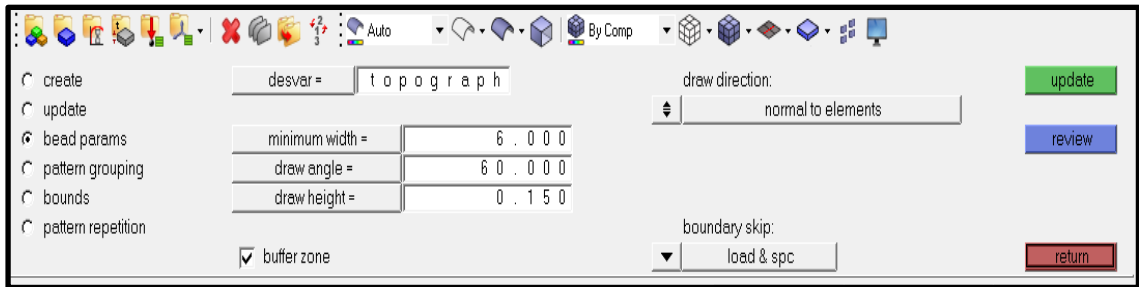 Auto By Comp
create desvar = topograph draw direction: update
update normal to elements
bead params minimum width = 6.000 review
pattern grouping draw angle = 60.000
bounds draw height = 0.150
pattern repetition boundary skip:
buffer zone load & spc return